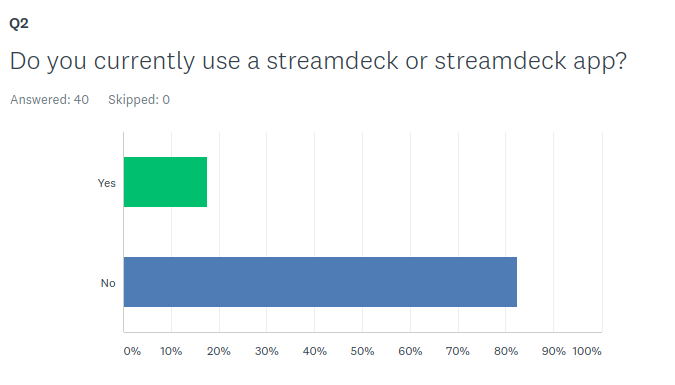 Q2
Do you currently use a streamdeck or streamdeck app?
Answered: 40 Skipped: 0
Yes
No
0% 10% 20% 30% 40% 50% 60% 70% 80% 90% 100%